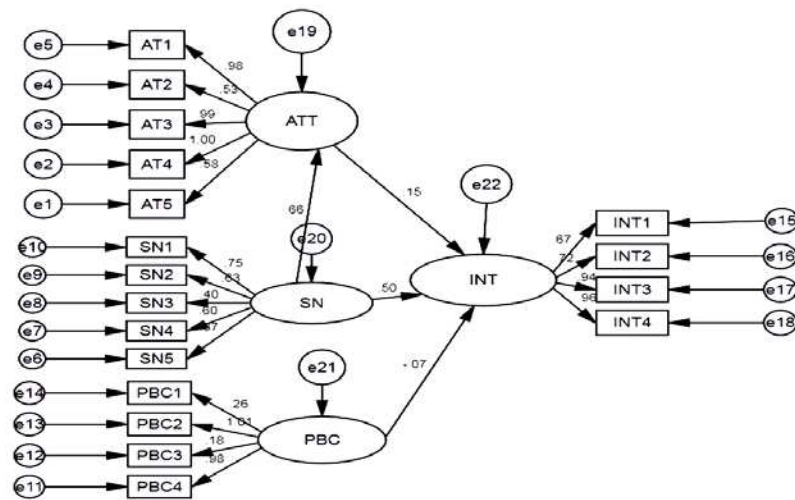 e19
e5 AT1
.98
e4 AT2
.53
e3 AT3
.99
ATT
e2 AT4
1.00
e1 AT5
.58
.15
e22
.66
e20
e10 SN1
.75
e9 SN2
.63
e8 SN3
.40
SN
.50
INT
e7 SN4
.60
e6 SN5
INT1 e15
.67
INT2 e16
.72
INT3 e17
.94
INT4 e18
.96
-.07
e21
e14 PBC1
.26
e13 PBC2
1.01
PBC
e12 PBC3
.18
e11 PBC4
.98